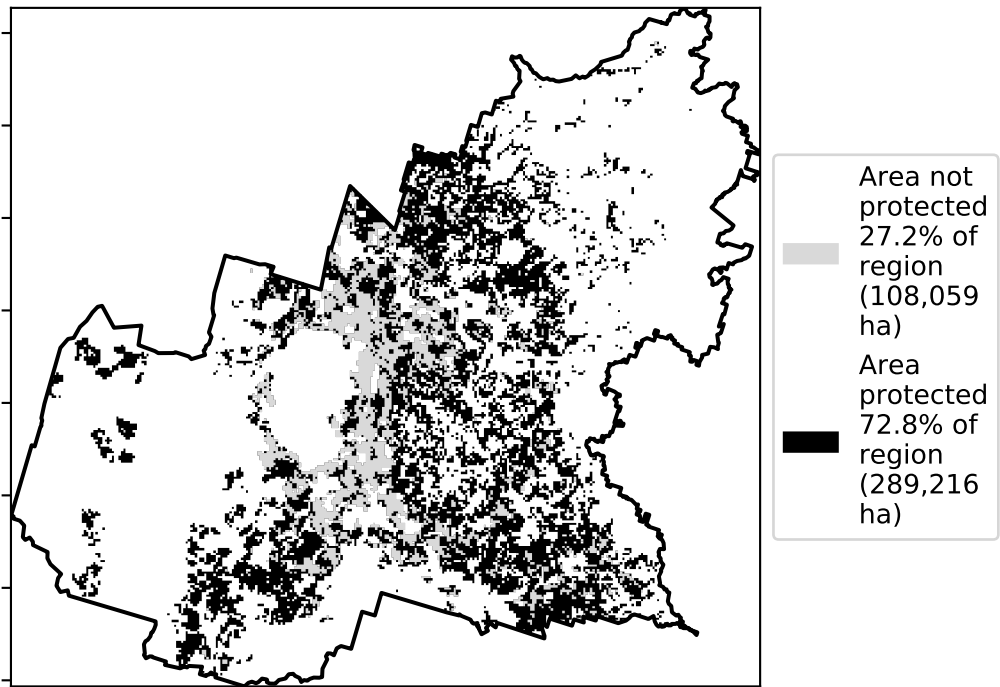 Area not
protected
27.2% of
region
(108,059
ha)
Area
protected
72.8% of
region
(289,216
ha)